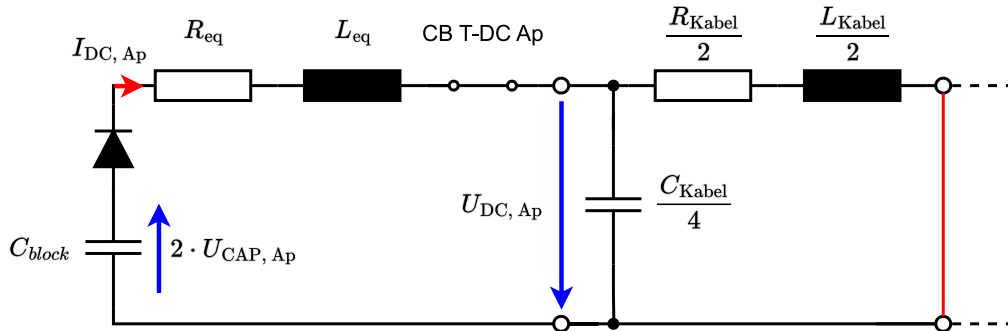 I_DC, Ap
R_eq
L_eq
CB T-DC Ap
R_Kabel
2
L_Kabel
2
U_DC, Ap
C_Kabel
4
C_block
2 · U_CAP, Ap